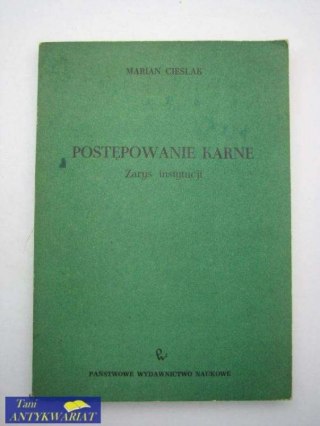 MARIAN CIEŚLAK
POSTĘPOWANIE KARNE
Zarys instytucji
PAŃSTWOWE WYDAWNICTWO NAUKOWE
Tani
ANTYKWARIAT